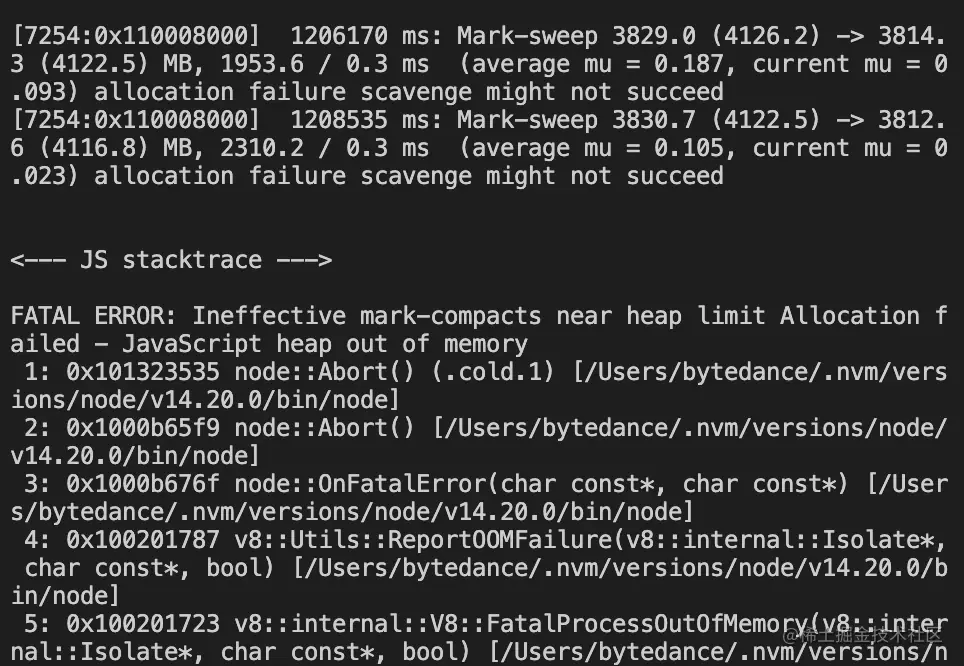 [7254:0x110008000]  1206170 ms: Mark-sweep 3829.0 (4126.2) -> 3814.
3 (4122.5) MB, 1953.6 / 0.3 ms  (average mu = 0.187, current mu = 0
.093) allocation failure scavenge might not succeed
[7254:0x110008000]  1208535 ms: Mark-sweep 3830.7 (4122.5) -> 3812.
6 (4116.8) MB, 2310.2 / 0.3 ms  (average mu = 0.105, current mu = 0
.023) allocation failure scavenge might not succeed
<--- JS stacktrace --->
FATAL ERROR: Ineffective mark-compacts near heap limit Allocation f
ailed - JavaScript heap out of memory
 1: 0x101323535 node::Abort() (.cold.1) [/Users/bytedance/.nvm/vers
ions/node/v14.20.0/bin/node]
 2: 0x1000b65f9 node::Abort() [/Users/bytedance/.nvm/versions/node/
v14.20.0/bin/node]
 3: 0x1000b676f node::OnFatalError(char const*, char const*) [/User
s/bytedance/.nvm/versions/node/v14.20.0/bin/node]
 4: 0x100201787 v8::Utils::ReportOOMFailure(v8::internal::Isolate*,
 char const*, bool) [/Users/bytedance/.nvm/versions/node/v14.20.0/b
in/node]
 5: 0x100201723 v8::internal::V8::FatalProcessOutOfMemory(v8::inter
nal::Isolate*, char const*, bool) [/Users/bytedance/.nvm/versions/n
@稀土掘金技术社区